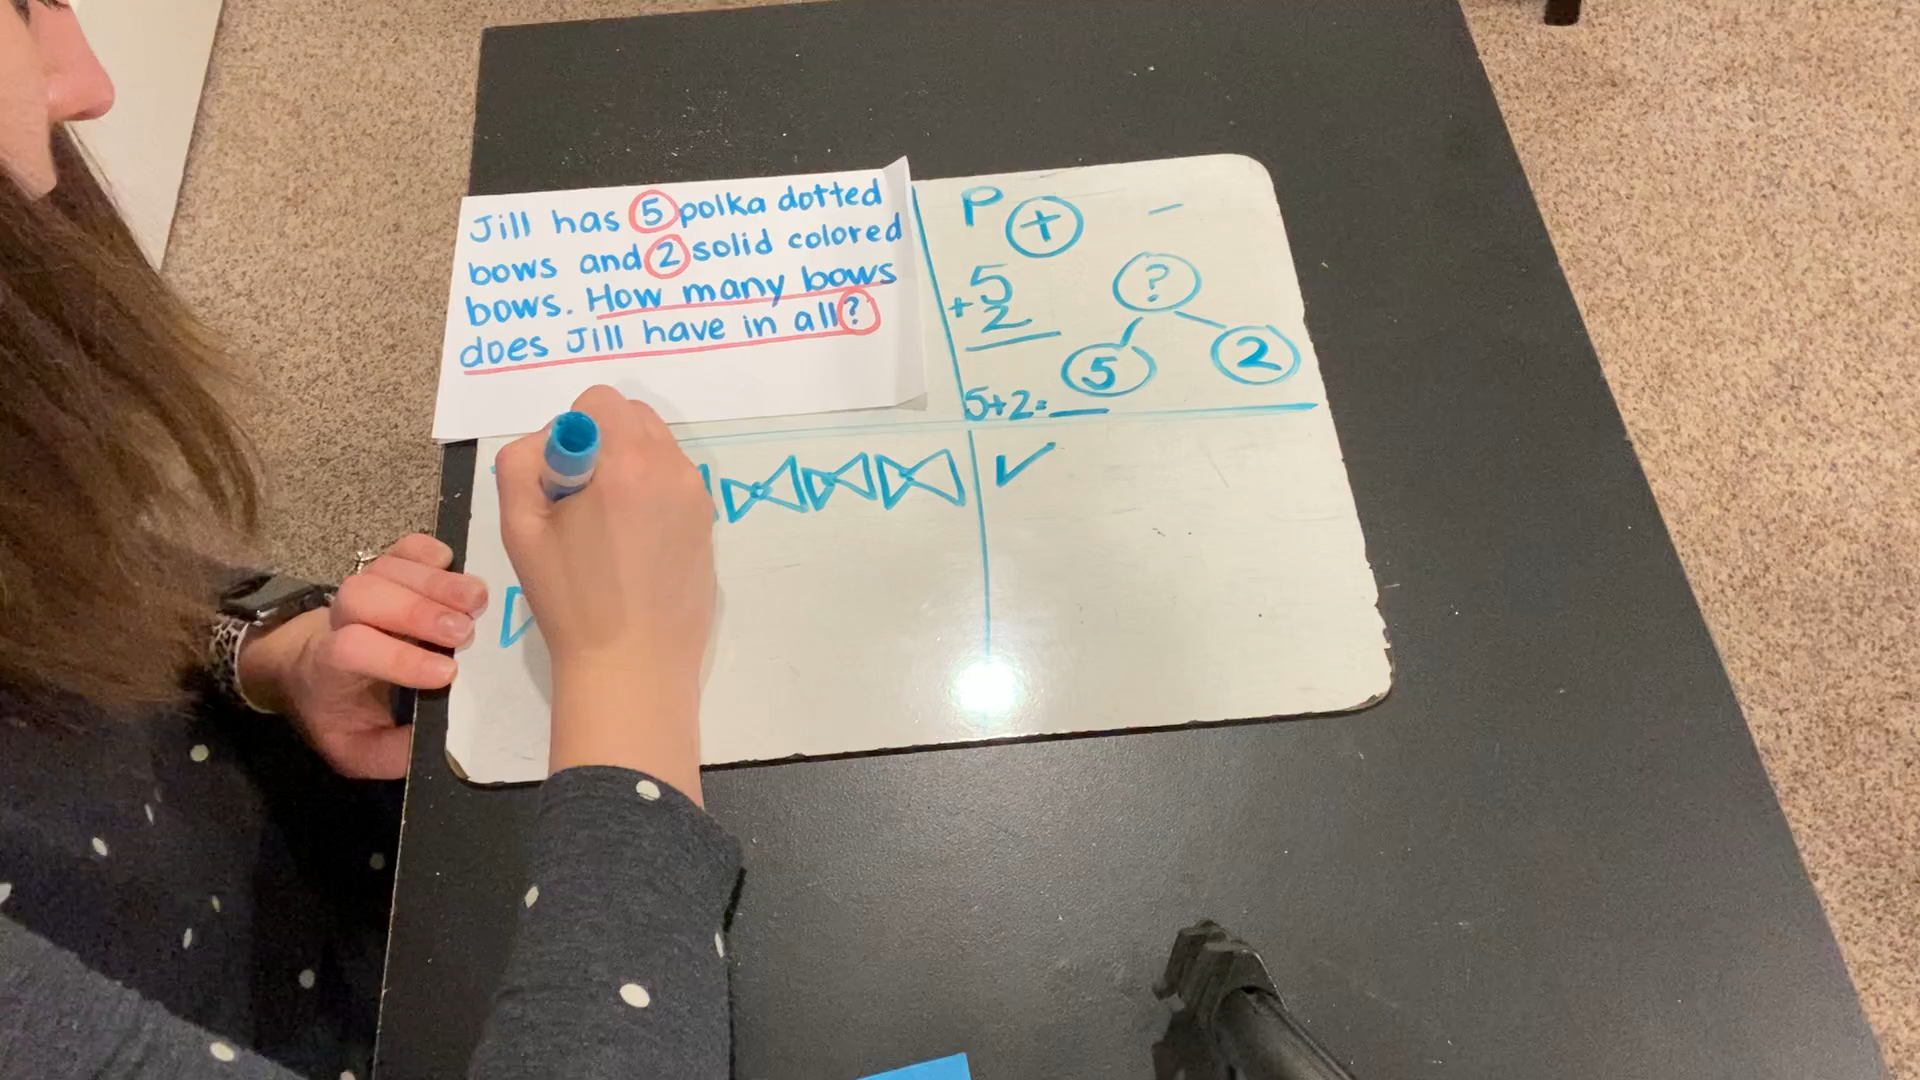 Jill has 5 polka dotted
bows and 2 solid colored
bows. How many bows
does Jill have in all?
P + -
5
+ 2
?
5 2
5+2=__